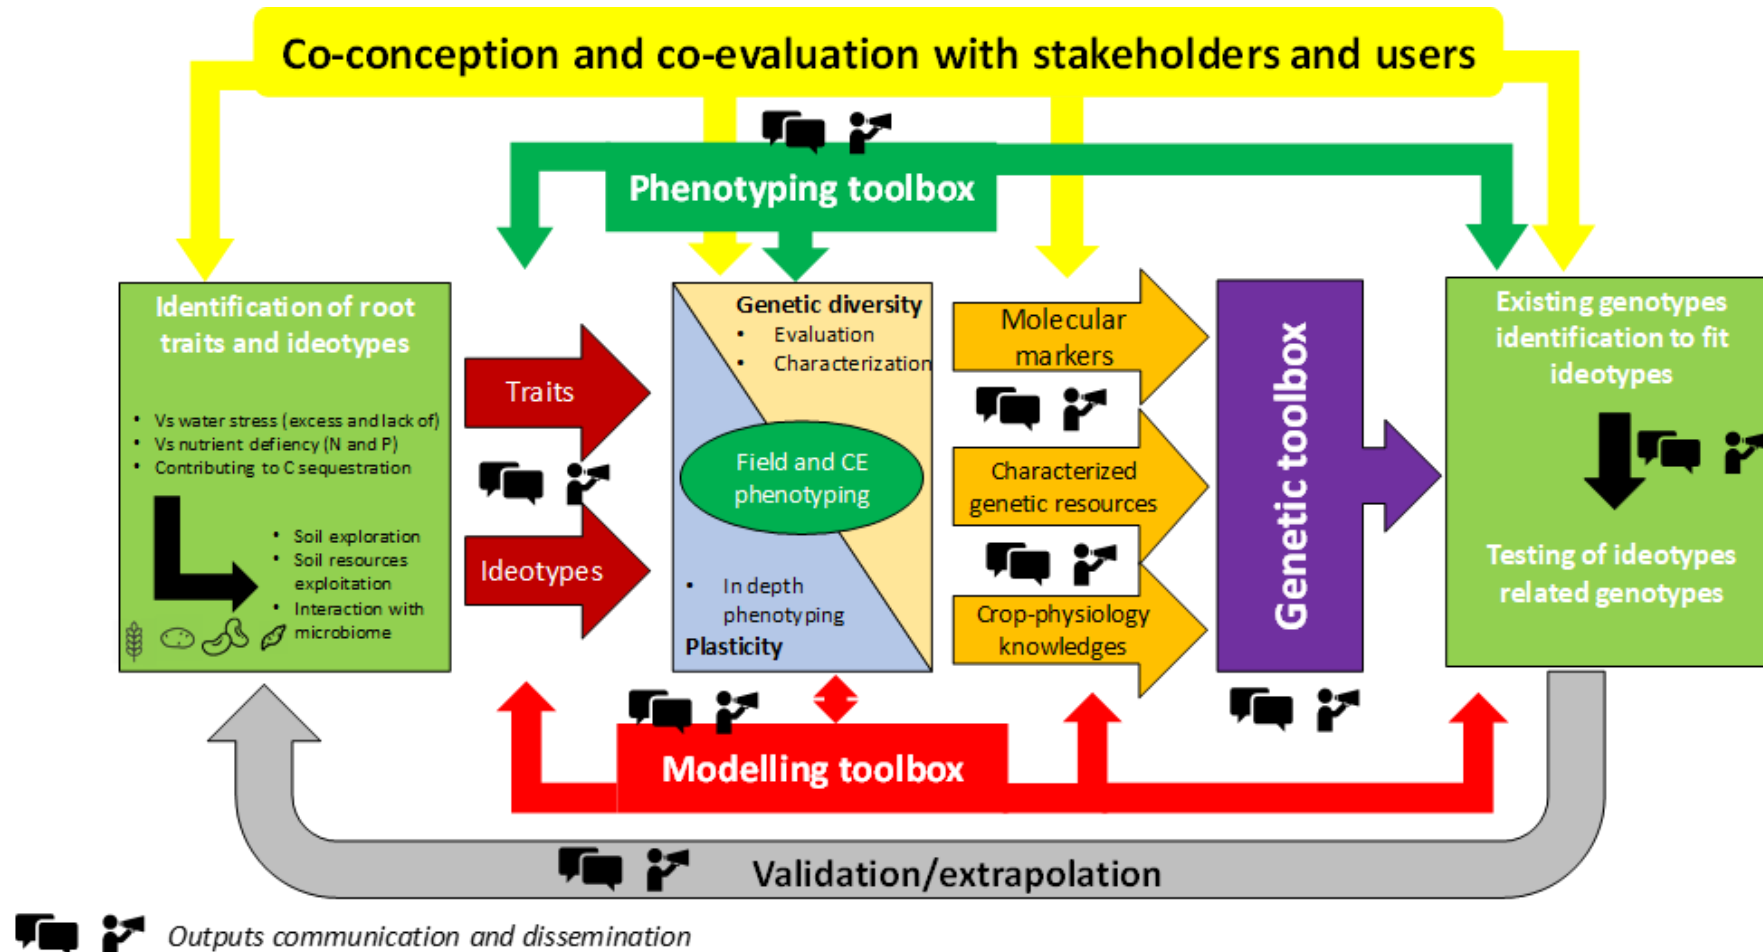 Co-conception and co-evaluation with stakeholders and users
Phenotyping toolbox
Identification of root
traits and ideotypes
• Vs water stress (excess and lack of)
• Vs nutrient defiency (N and P)
• Contributing to C sequestration
• Soil exploration
• Soil resources
exploitation
• Interaction with
microbiome
Traits
Ideotypes
Genetic diversity
• Evaluation
• Characterization
Field and CE
phenotyping
• In depth
phenotyping
Plasticity
Molecular
markers
Characterized
genetic resources
Crop-physiology
knowledges
Genetic toolbox
Existing genotypes
identification to fit
ideotypes
Testing of ideotypes
related genotypes
Modelling toolbox
Validation/extrapolation
Outputs communication and dissemination